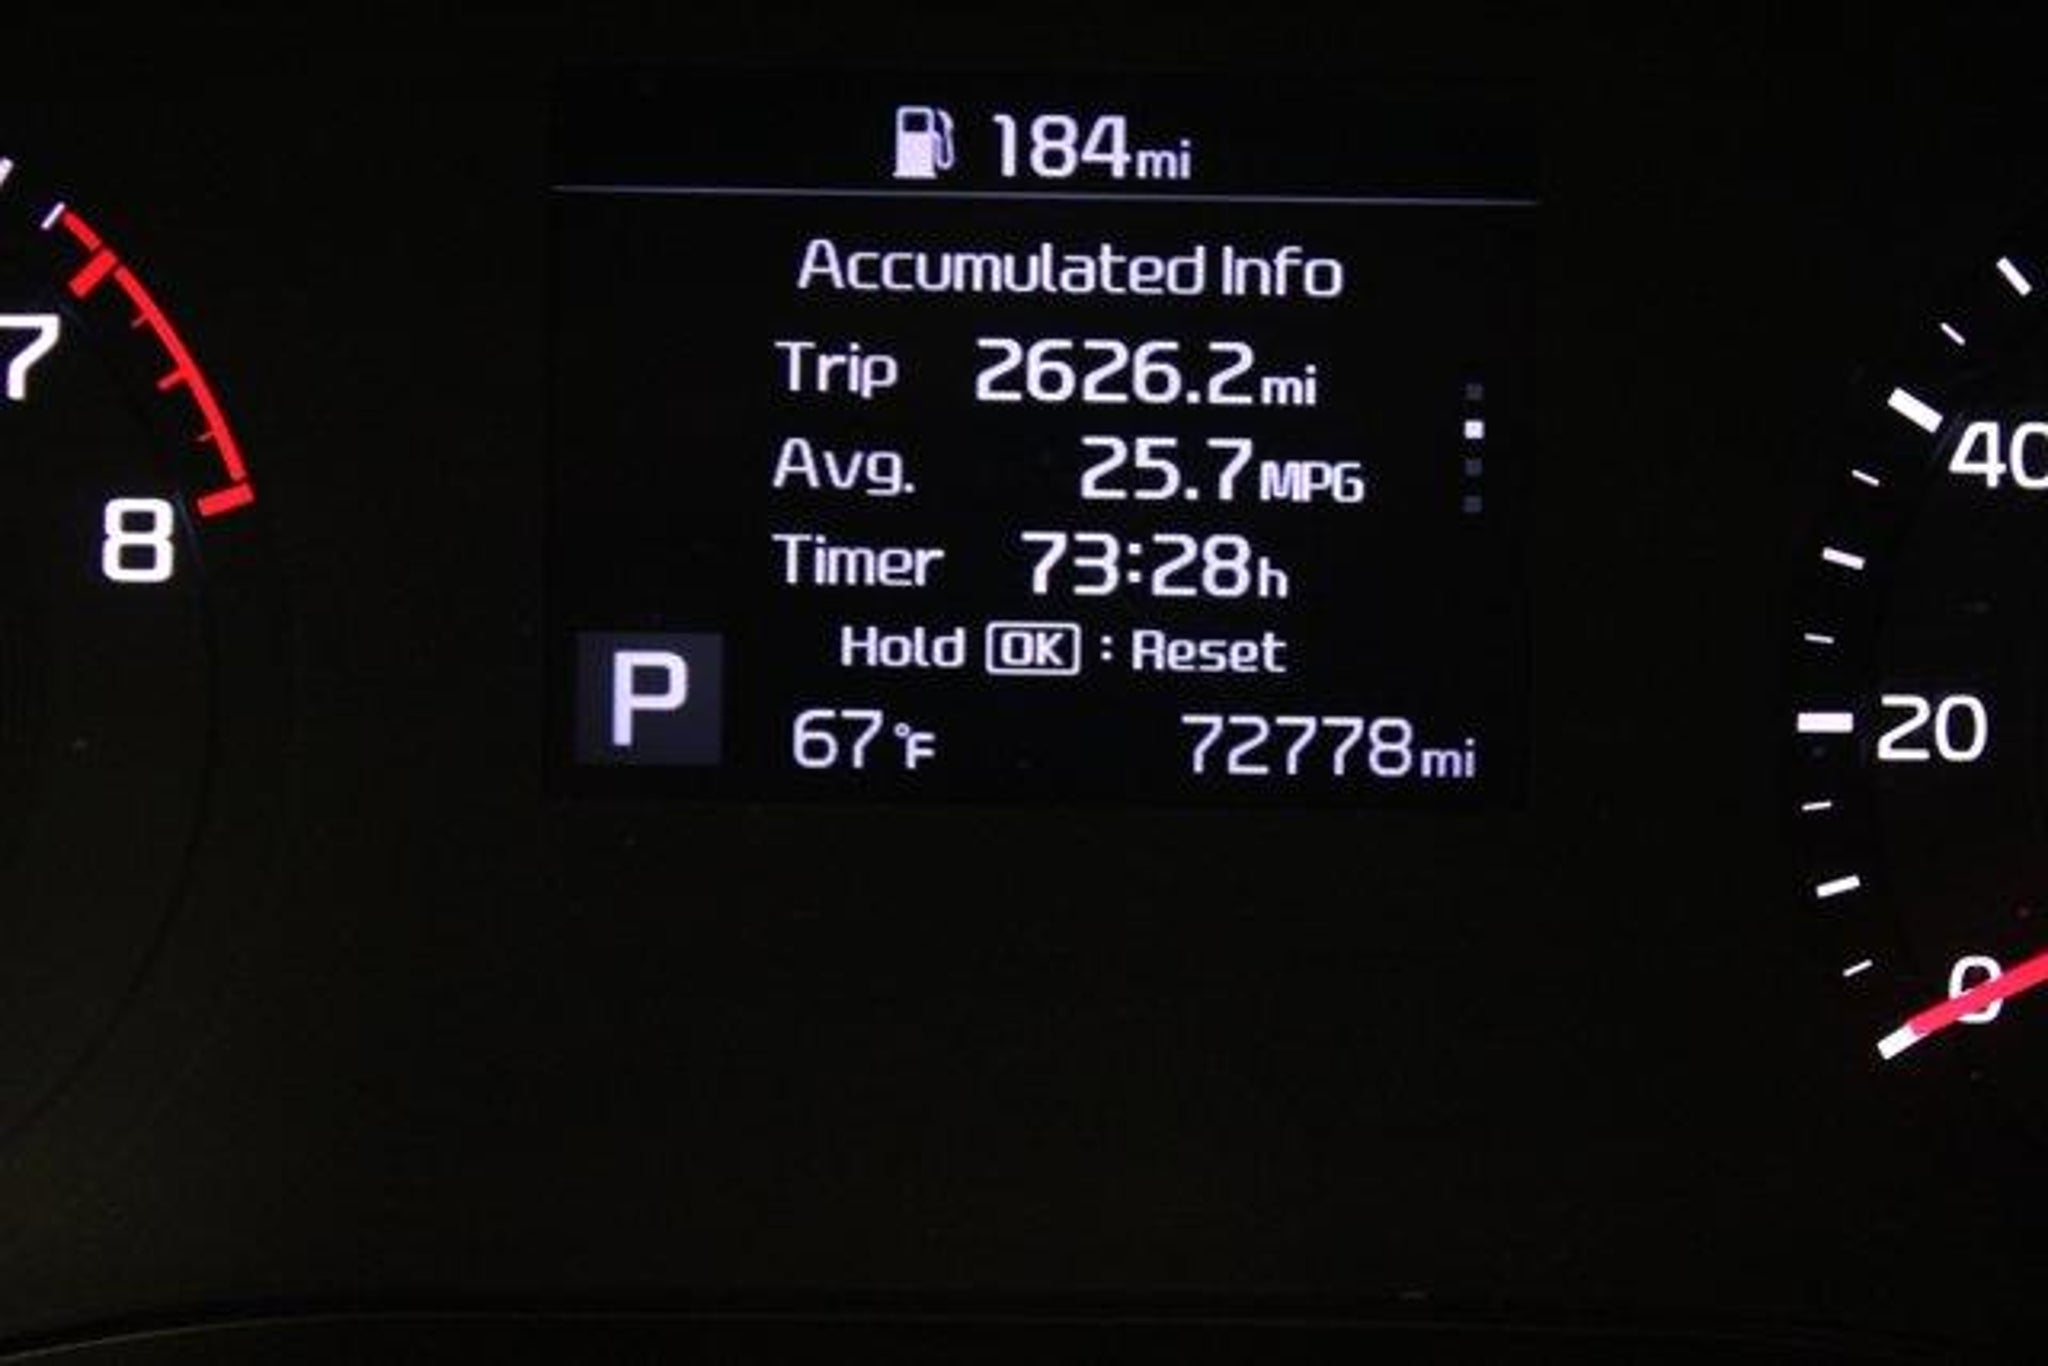 184mi
Accumulated Info
Trip 2626.2mi
Avg. 25.7MPG
Timer 73:28h
Hold OK : Reset
P
67°F 72778mi
7
8
40
20
0